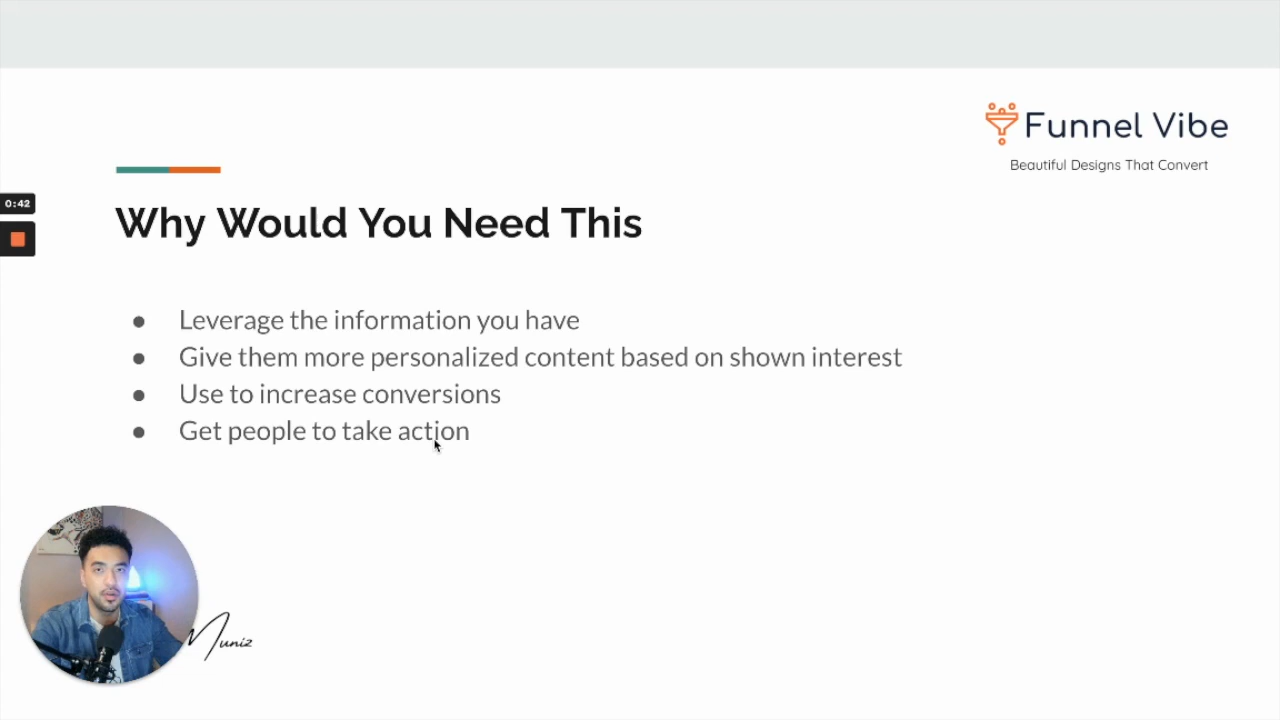 Funnel Vibe
Beautiful Designs That Convert
0:42
Why Would You Need This
● Leverage the information you have
● Give them more personalized content based on shown interest
● Use to increase conversions
● Get people to take action
Muniz